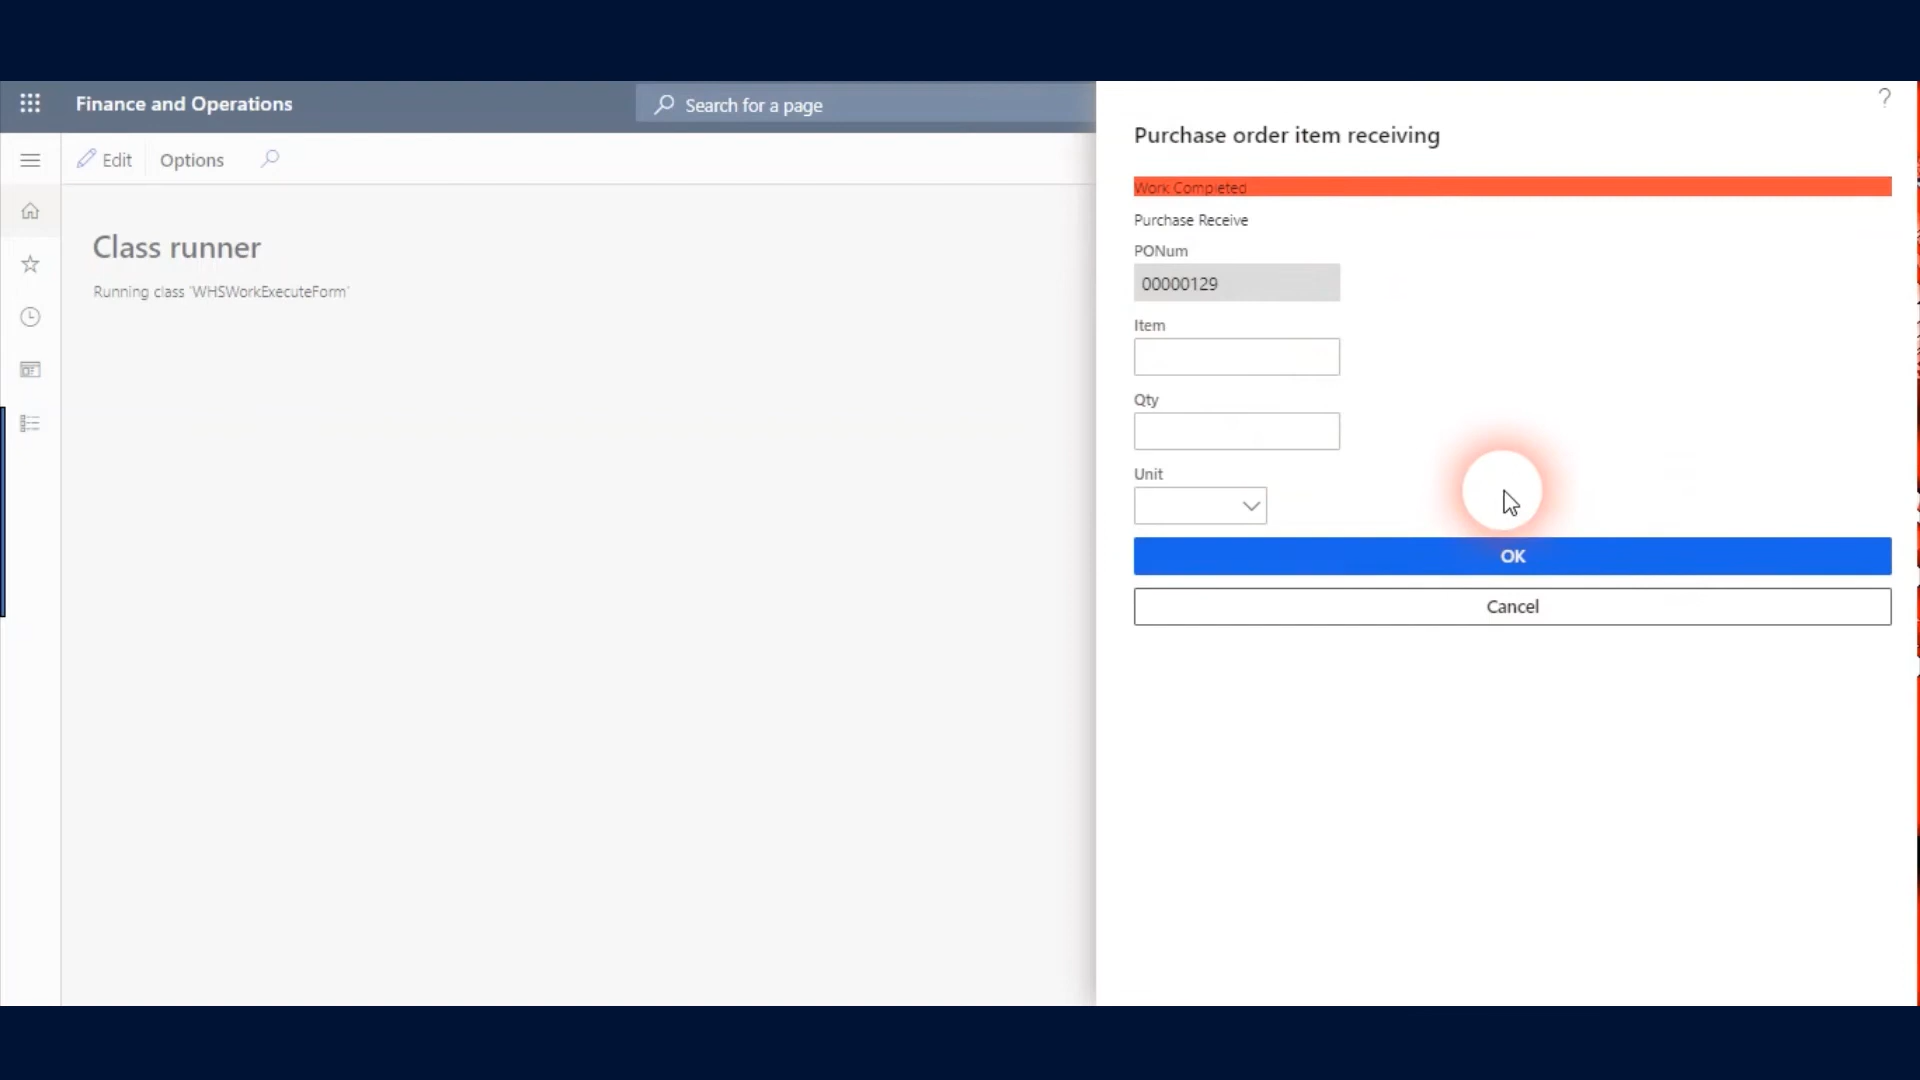 Finance and Operations
Search for a page
?
Edit
Options
Class runner
Running class 'WHSWorkExecuteForm'
Purchase order item receiving
Work Completed
Purchase Receive
PONum
00000129
Item
Qty
Unit
OK
Cancel